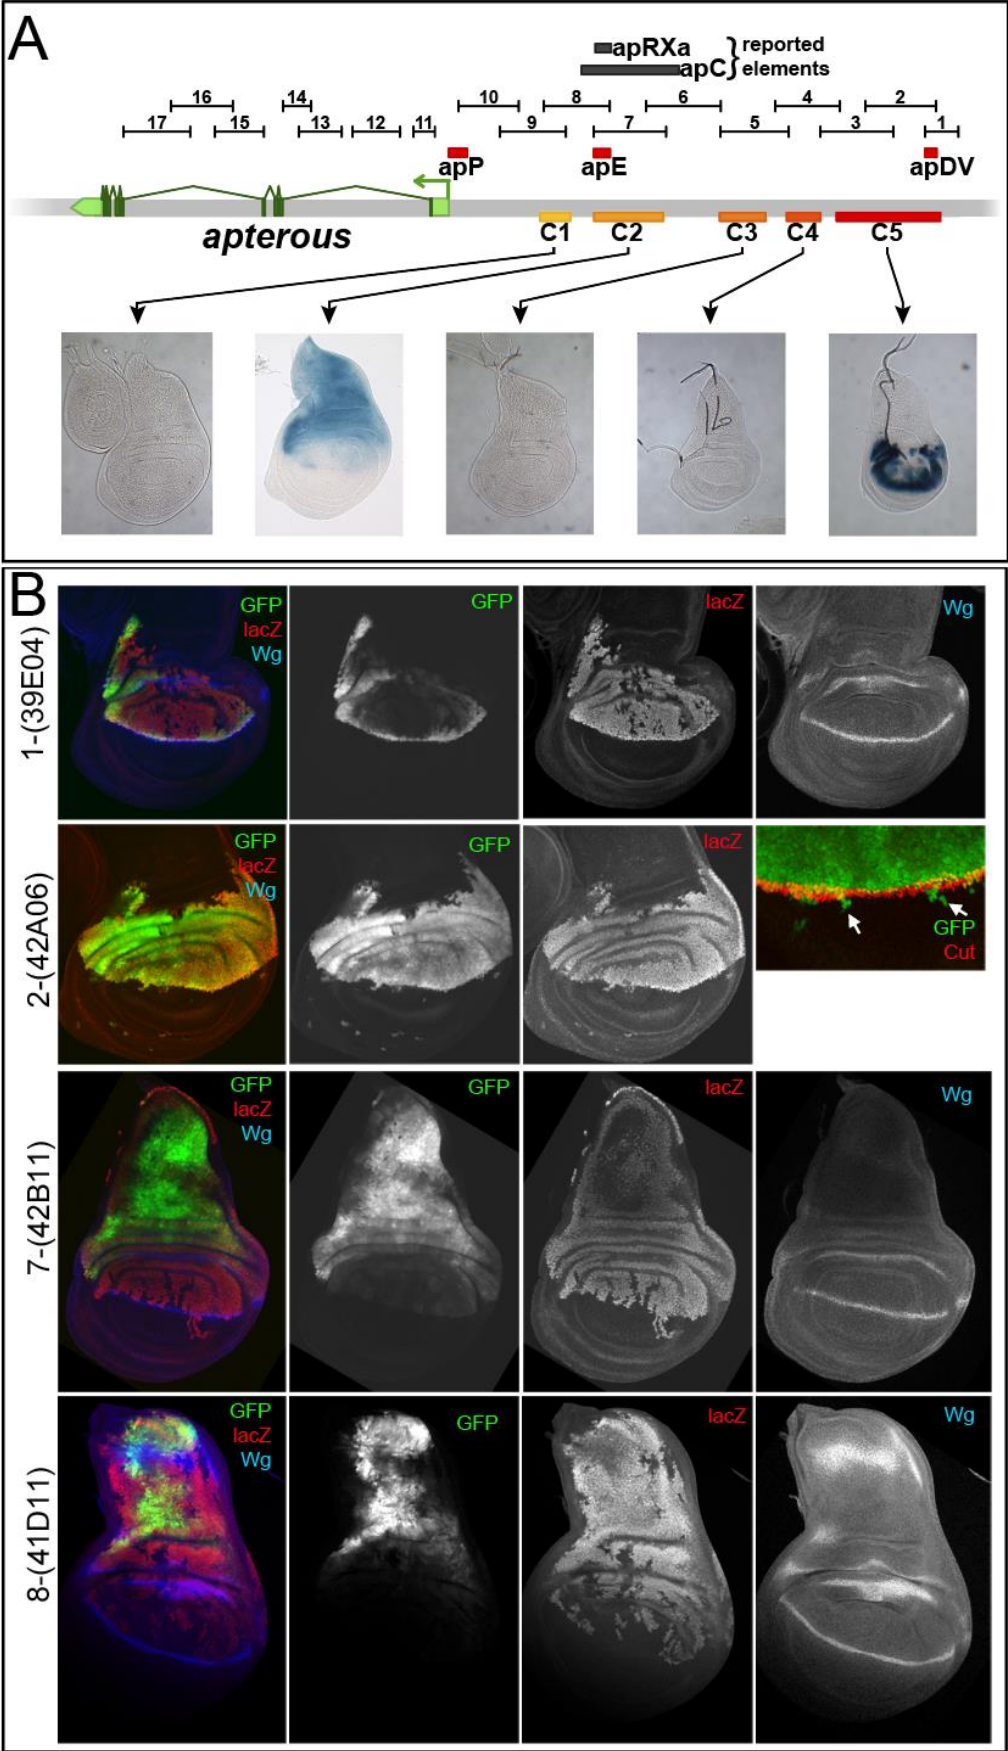 A
apRXa } reported
apC } elements
16 14 10 8 6 4 2
17 15 13 12 11 9 7 5 3 1
apP apE apDV
apterous C1 C2 C3 C4 C5
B
1-(39E04)
GFP
lacZ
Wg
GFP
lacZ
Wg
2-(42A06)
GFP
lacZ
Wg
GFP
lacZ
GFP
Cut
7-(42B11)
GFP
lacZ
Wg
GFP
lacZ
Wg
8-(41D11)
GFP
lacZ
Wg
GFP
lacZ
Wg